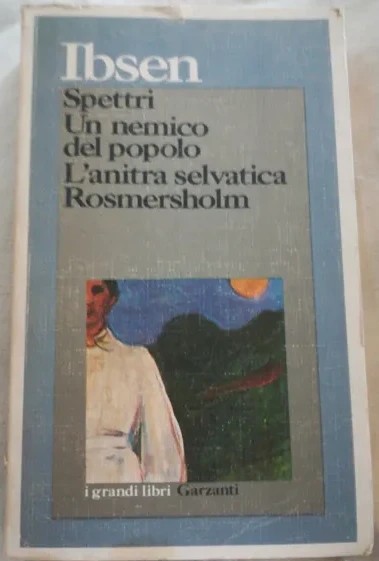 Ibsen
Spettri
Un nemico
del popolo
L'anitra selvatica
Rosmersholm
i grandi libri Garzanti